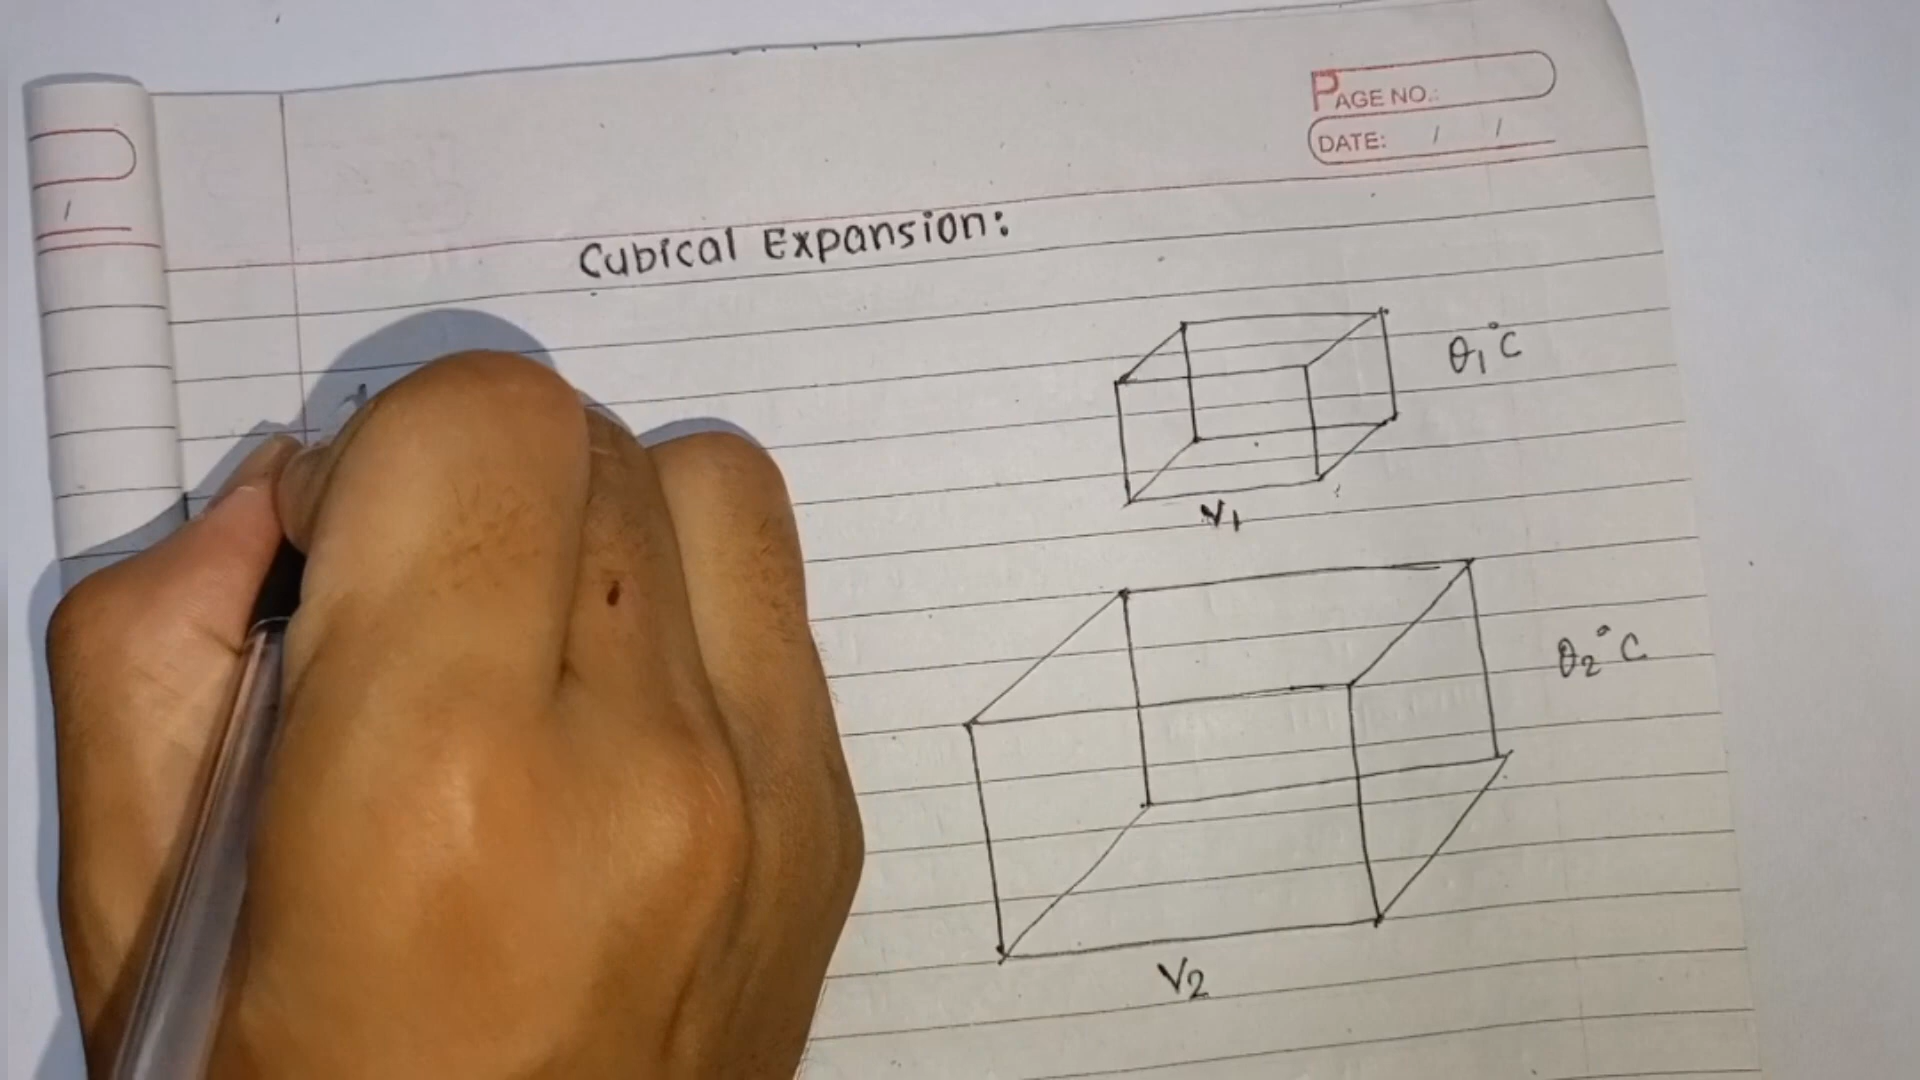 PAGE NO.:
DATE: / /
/
Cubical Expansion:
θ₁°C
V₁
θ₂°C
V₂